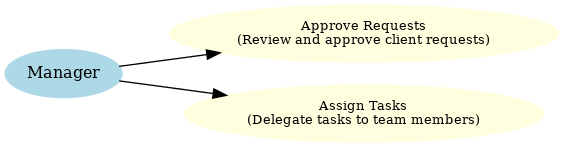 Manager
Approve Requests
(Review and approve client requests)
Assign Tasks
(Delegate tasks to team members)